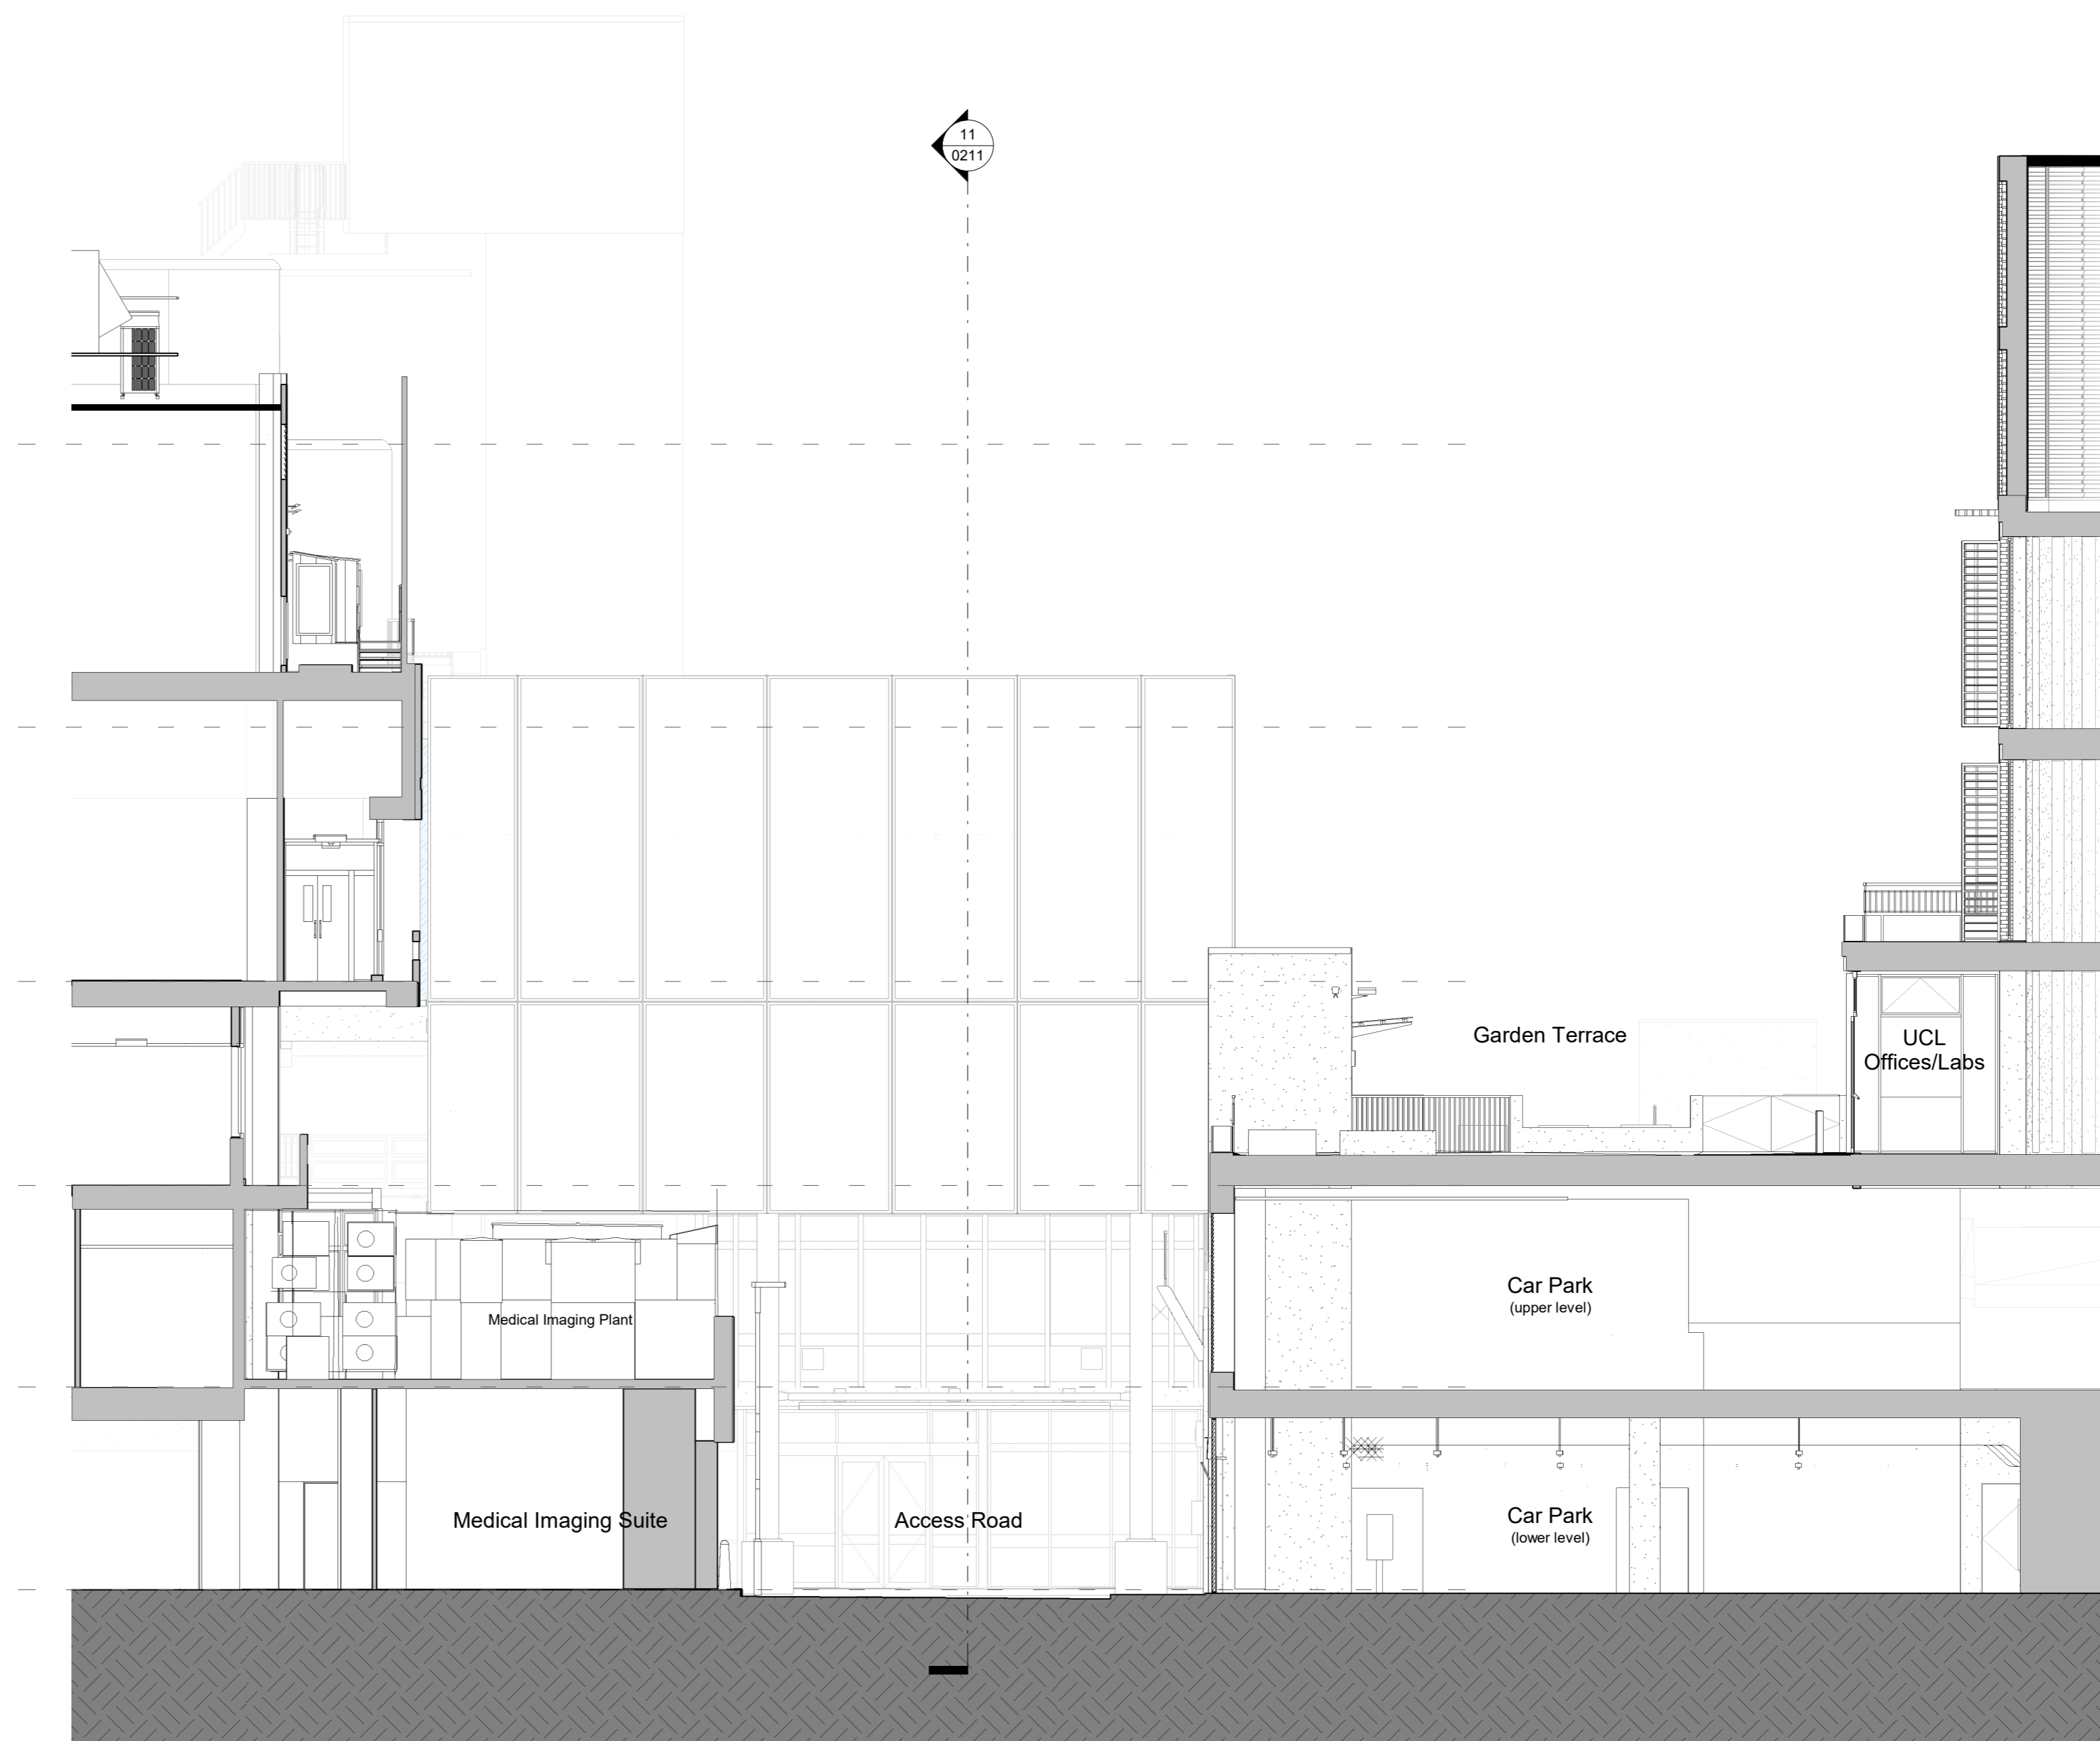 11
0211
Garden Terrace
UCL
Offices/Labs
Car Park
(upper level)
Medical Imaging Plant
Medical Imaging Suite
Access Road
Car Park
(lower level)